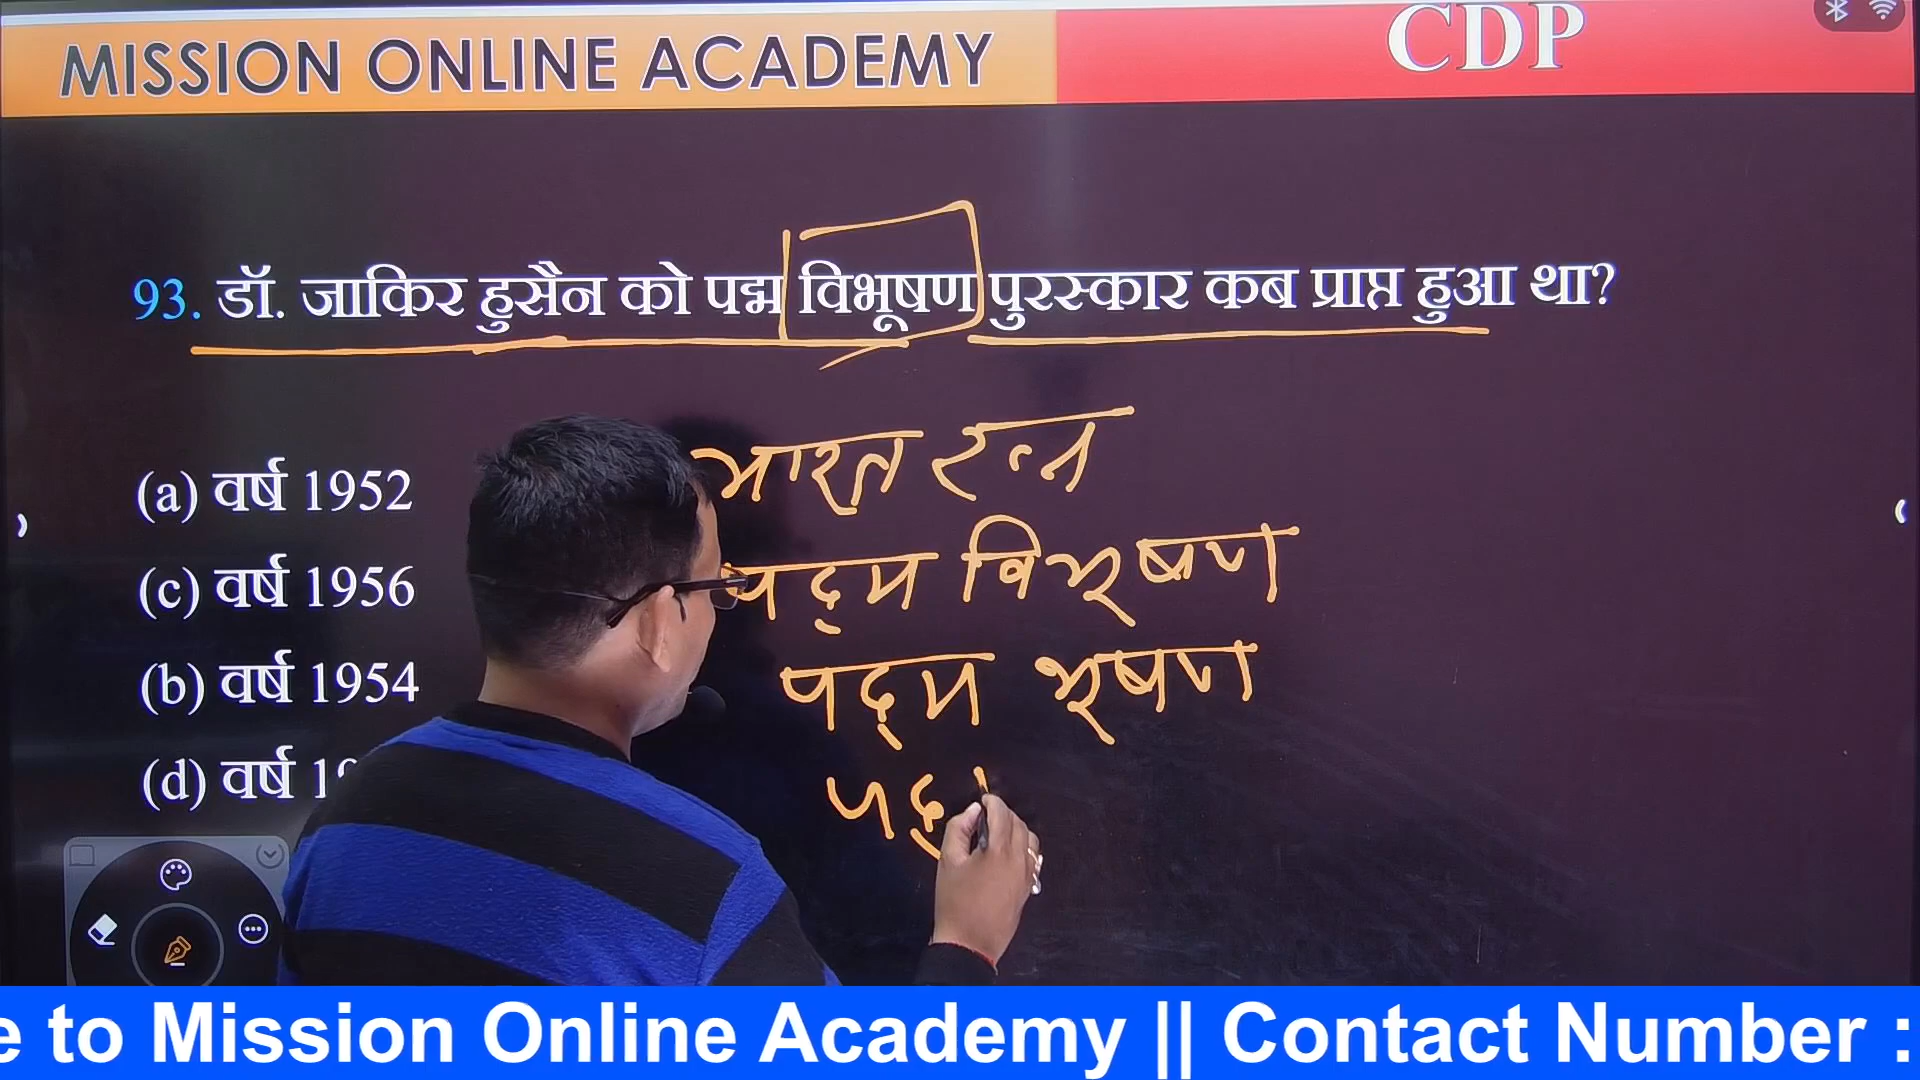 MISSION ONLINE ACADEMY
CDP
93. डॉ. जाकिर हुसैन को पद्म विभूषण पुरस्कार कब प्राप्त हुआ था?
(a) वर्ष 1952
(c) वर्ष 1956
(b) वर्ष 1954
(d) वर्ष
भारत रत्न
पद्म विभूषण
पद्म भूषण
पद्
e to Mission Online Academy || Contact Number :